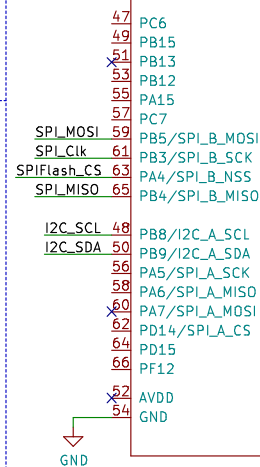 47 PC6
49 PB15
51 PB13
53 PB12
55 PA15
57 PC7
SPI_MOSI 59 PB5/SPI_B_MOSI
SPI_Clk 61 PB3/SPI_B_SCK
SPIFlash_CS 63 PA4/SPI_B_NSS
SPI_MISO 65 PB4/SPI_B_MISO
I2C_SCL 48 PB8/I2C_A_SCL
I2C_SDA 50 PB9/I2C_A_SDA
56 PA5/SPI_A_SCK
58 PA6/SPI_A_MISO
60 PA7/SPI_A_MOSI
62 PD14/SPI_A_CS
64 PD15
66 PF12
52 AVDD
54 GND
GND